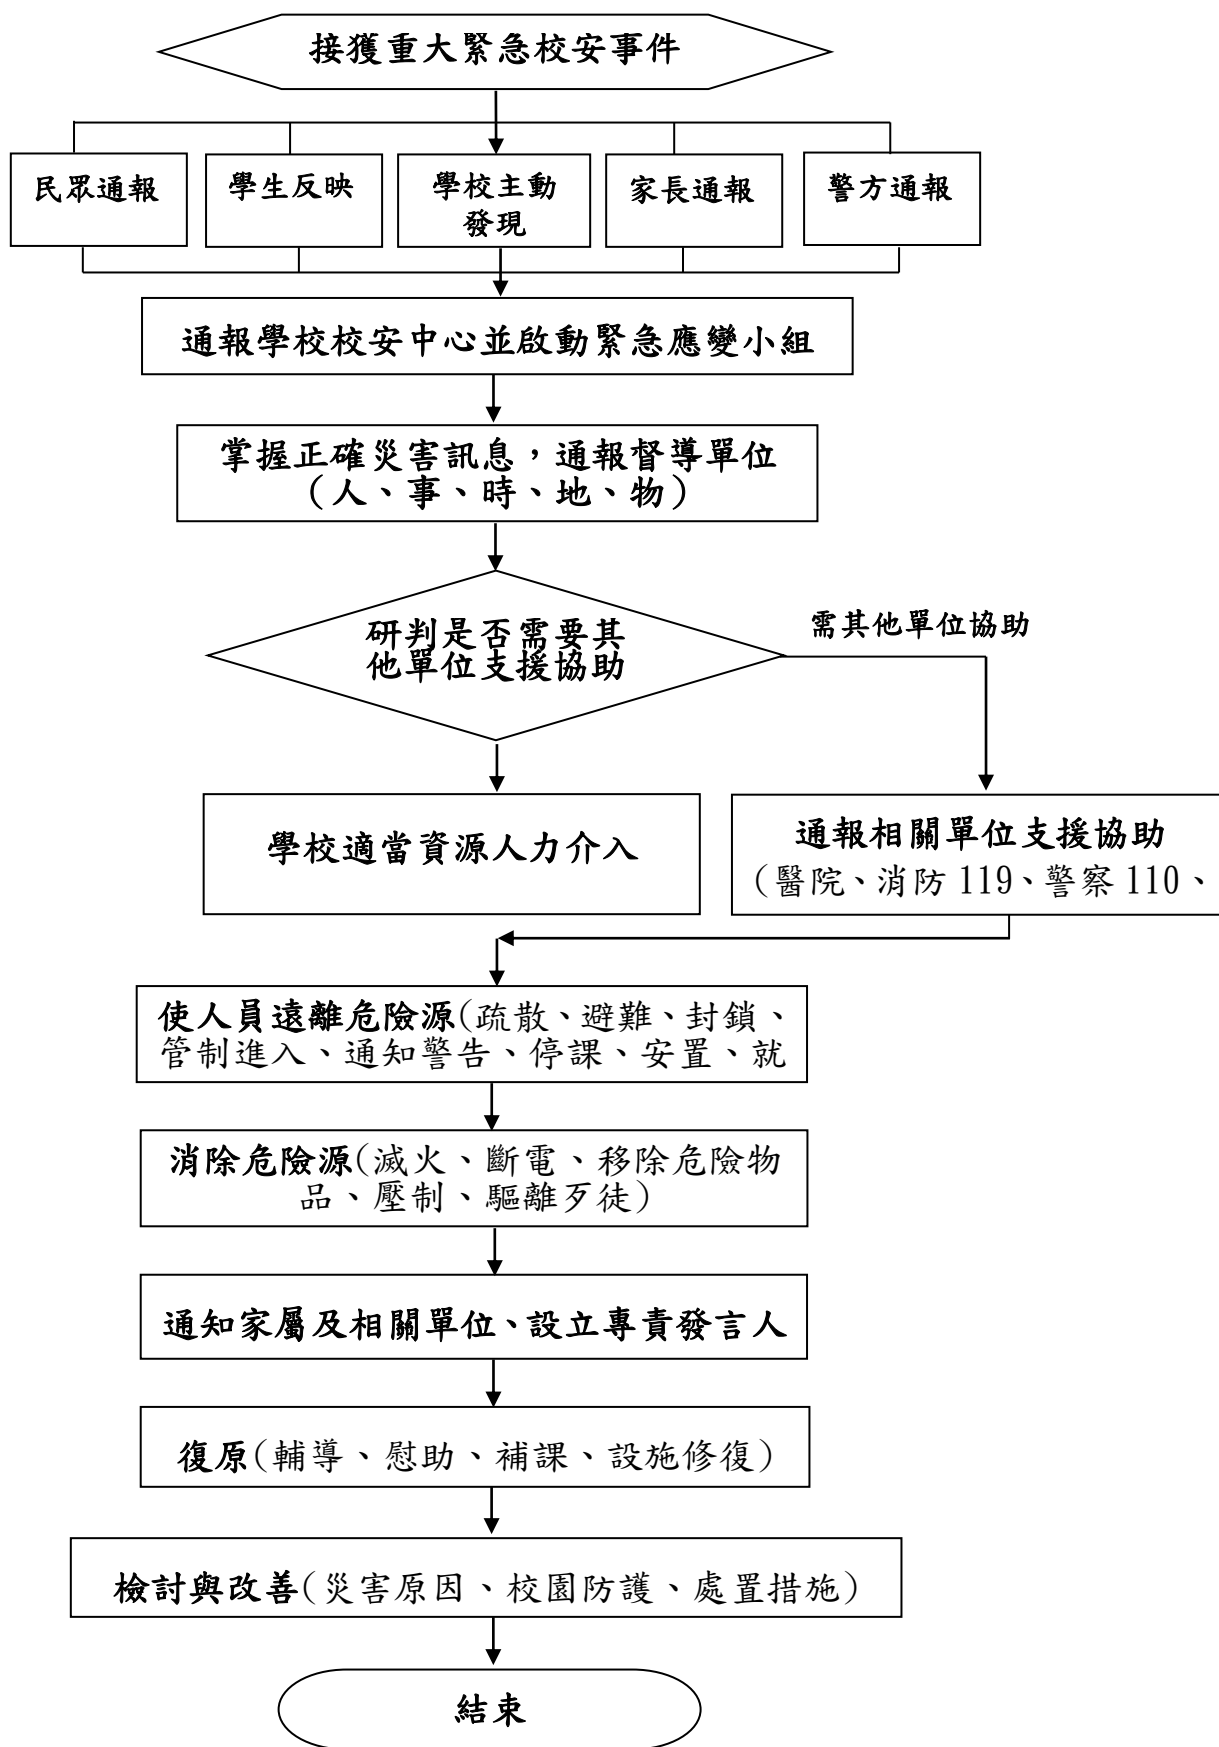 接獲重大緊急校安事件
民眾通報
學生反映
學校主動
發現
家長通報
警方通報
通報學校校安中心並啟動緊急應變小組
掌握正確災害訊息，通報督導單位
（人、事、時、地、物）
研判是否需要其
他單位支援協助
需其他單位協助
學校適當資源人力介入
通報相關單位支援協助
（醫院、消防 119、警察 110、
使人員遠離危險源(疏散、避難、封鎖、
管制進入、通知警告、停課、安置、就
消除危險源(滅火、斷電、移除危險物
品、壓制、驅離歹徒)
通知家屬及相關單位、設立專責發言人
復原(輔導、慰助、補課、設施修復)
檢討與改善(災害原因、校園防護、處置措施)
結束